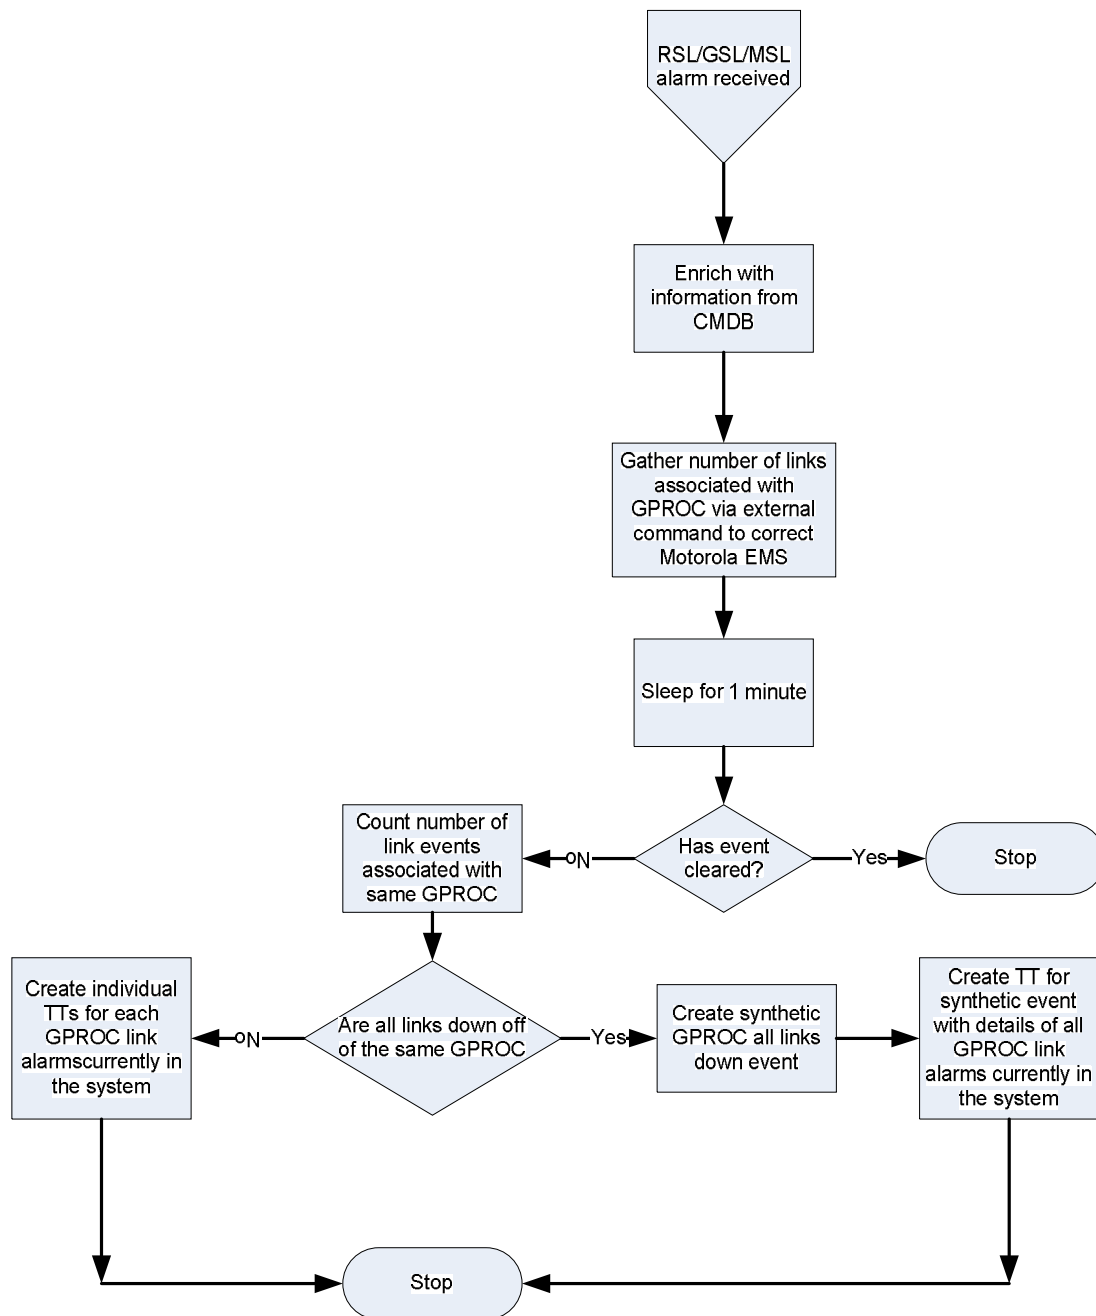 RSL/GSL/MSL
alarm received
Enrich with
information from
CMDB
Gather number of links
associated with
GPROC via external
command to correct
Motorola EMS
Sleep for 1 minute
Has event
cleared?
Yes
Stop
No
Count number of
link events
associated with
same GPROC
Are all links down off
of the same GPROC
No
Create individual
TTs for each
GPROC link
alarmscurrently in
the system
Yes
Create synthetic
GPROC all links
down event
Create TT for
synthetic event
with details of all
GPROC link
alarms currently in
the system
Stop